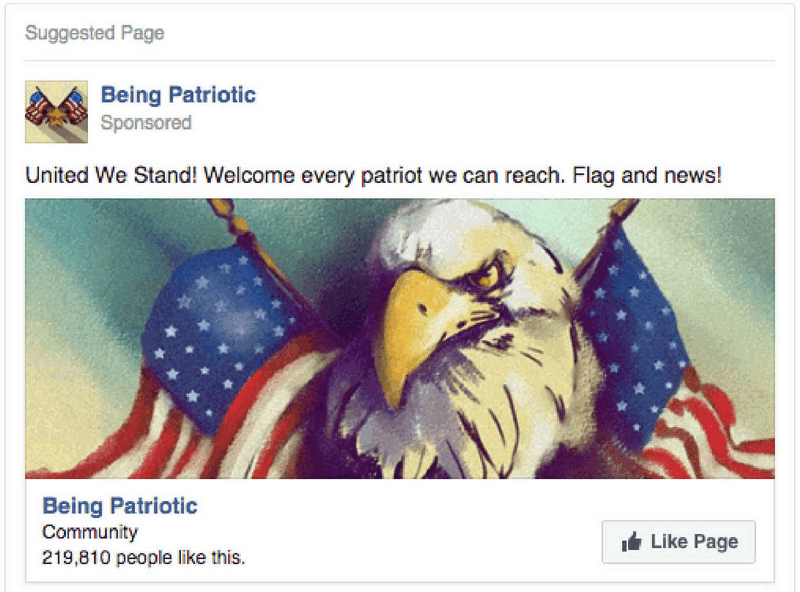 Suggested Page
Being Patriotic
Sponsored
United We Stand! Welcome every patriot we can reach. Flag and news!
Being Patriotic
Community
219,810 people like this.
Like Page